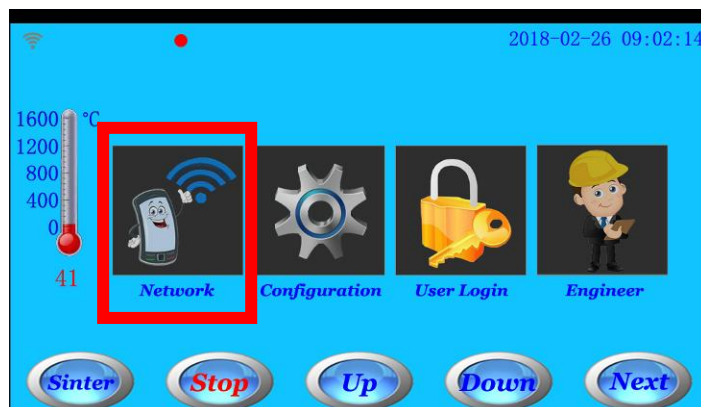 2018-02-26 09:02:14
1600 °C
1200
800
400
0
41
Network
Configuration
User Login
Engineer
Sinter
Stop
Up
Down
Next